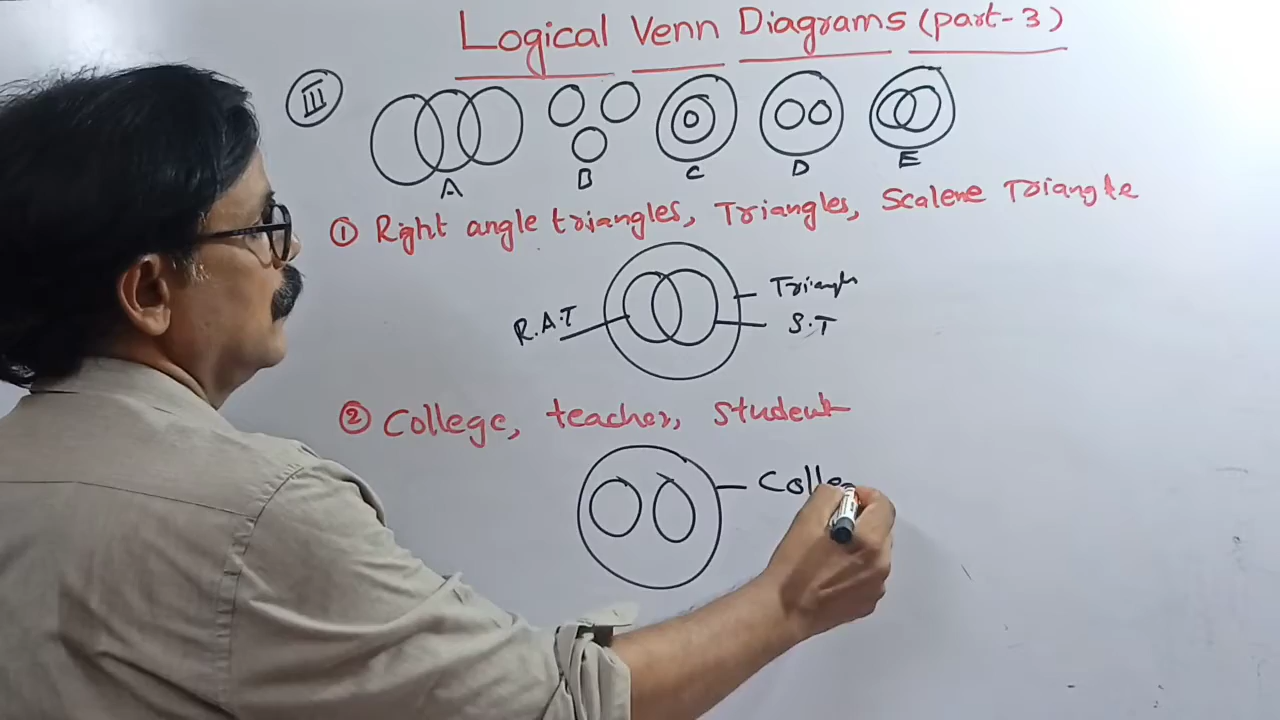 Logical Venn Diagrams (part-3)
III
A B C D E
① Right angle triangles, Triangles, Scalene Triangle
Triangles
R.A.T
S.T
② College, teacher, student
Colle